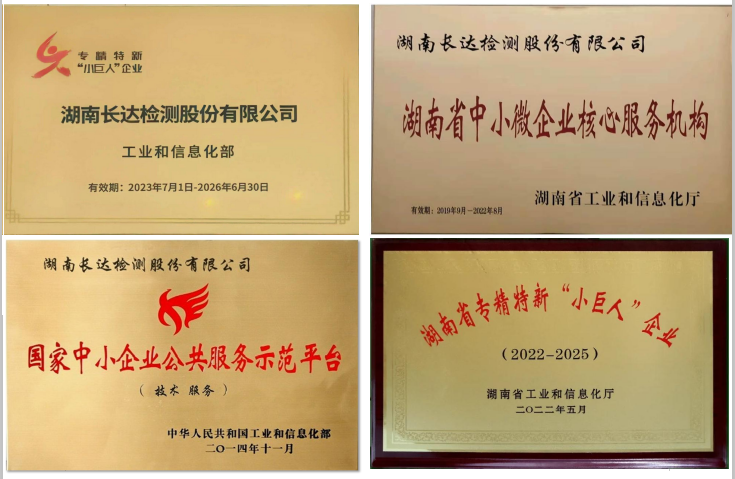 专精特新
“小巨人”企业
湖南长达检测股份有限公司
工业和信息化部
有效期：2023年7月1日-2026年6月30日
湖南长达检测股份有限公司
湖南省中小微企业核心服务机构
湖南省工业和信息化厅
有效期：2019年9月－2022年8月
湖南长达检测股份有限公司
国家中小企业公共服务示范平台
（ 技术 服务 ）
中华人民共和国工业和信息化部
二〇一四年十一月
湖南省专精特新“小巨人”企业
（2022-2025）
湖南省工业和信息化厅
二〇二二年五月